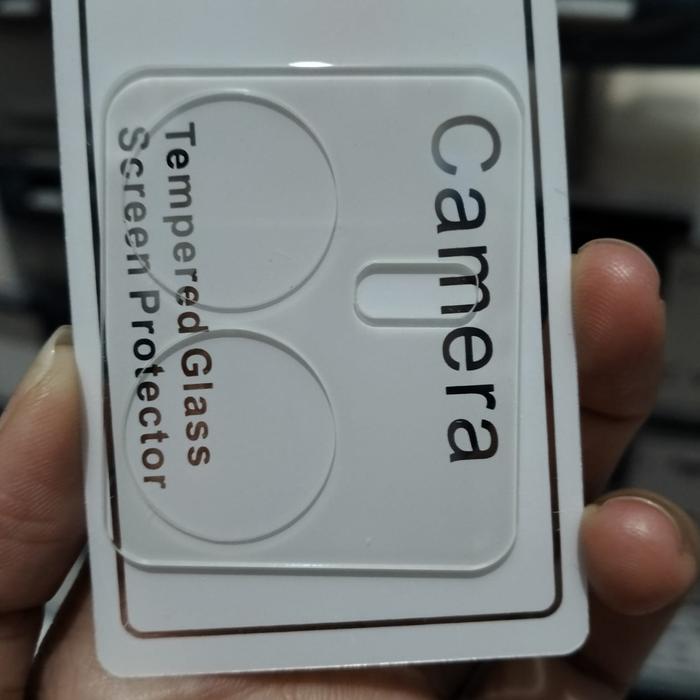 Camera
Tempered Glass
Screen Protector